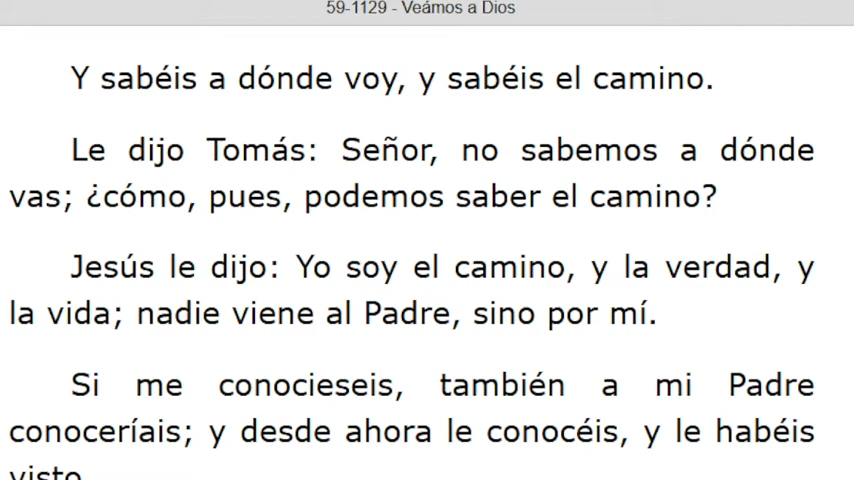 59-1129 - Veámos a Dios
Y sabéis a dónde voy, y sabéis el camino.
Le dijo Tomás: Señor, no sabemos a dónde
vas; ¿cómo, pues, podemos saber el camino?
Jesús le dijo: Yo soy el camino, y la verdad, y
la vida; nadie viene al Padre, sino por mí.
Si me conocieseis, también a mi Padre
conoceríais; y desde ahora le conocéis, y le habéis
visto.